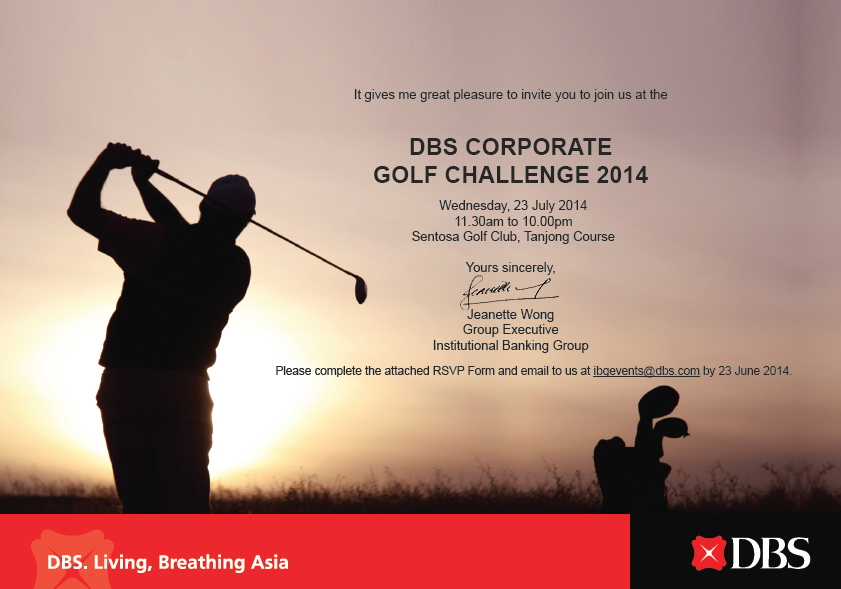 It gives me great pleasure to invite you to join us at the
DBS CORPORATE
GOLF CHALLENGE 2014
Wednesday, 23 July 2014
11.30am to 10.00pm
Sentosa Golf Club, Tanjong Course
Yours sincerely,
Jeanette Wong
Group Executive
Institutional Banking Group
Please complete the attached RSVP Form and email to us at ibgevents@dbs.com by 23 June 2014.
DBS. Living, Breathing Asia
DBS